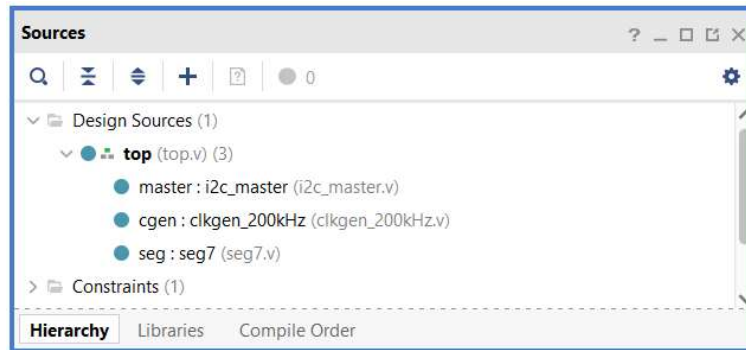 Sources
? 0
Design Sources (1)
top (top.v) (3)
master : i2c_master (i2c_master.v)
cgen : clkgen_200kHz (clkgen_200kHz.v)
seg : seg7 (seg7.v)
Constraints (1)
Hierarchy Libraries Compile Order